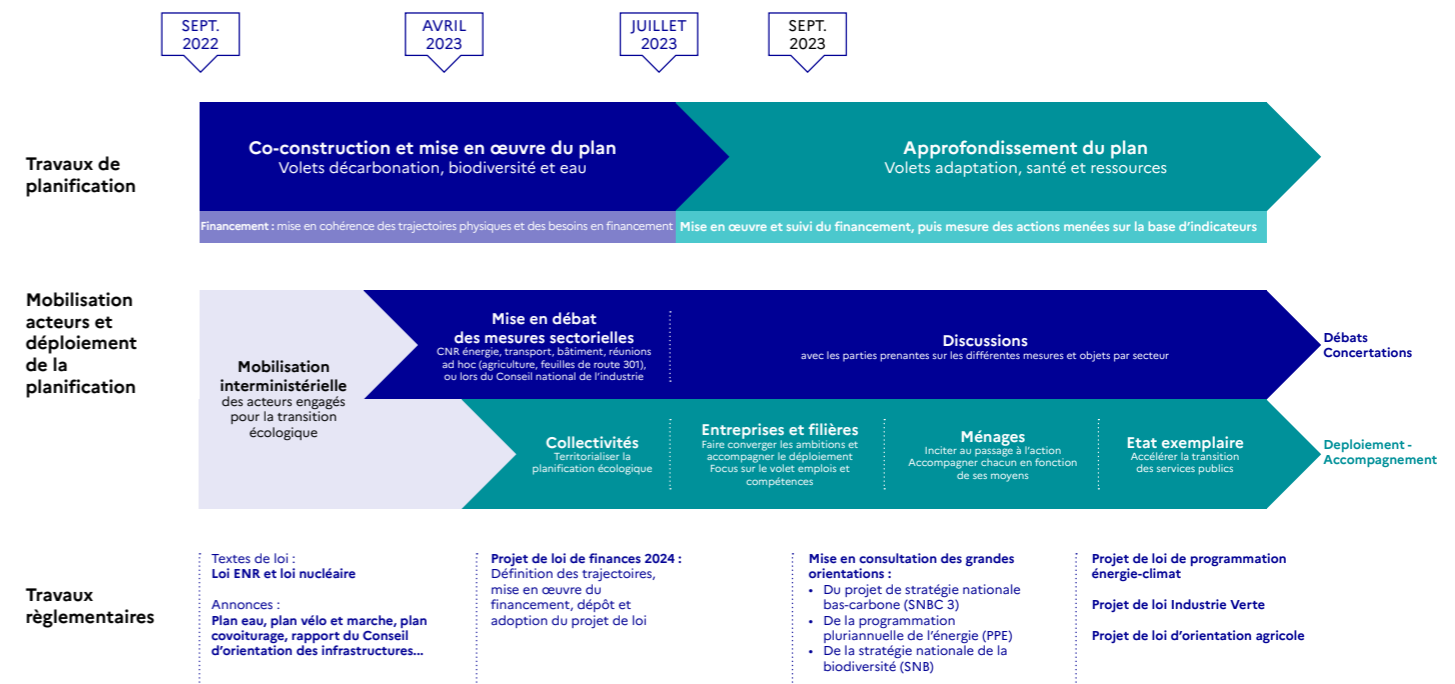 SEPT.
2022
AVRIL
2023
JUILLET
2023
SEPT.
2023
Travaux de
planification
Co-construction et mise en œuvre du plan
Volets décarbonation, biodiversité et eau
Approfondissement du plan
Volets adaptation, santé et ressources
Financement : mise en cohérence des trajectoires physiques et des besoins en financement
Mise en œuvre et suivi du financement, puis mesure des actions menées sur la base d'indicateurs
Mobilisation
acteurs et
déploiement
de la
planification
Mobilisation
interministérielle
des acteurs engagés
pour la transition
écologique
Mise en débat
des mesures sectorielles
CNR énergie, transport, bâtiment, réunions
ad hoc (agriculture, feuilles de route 301),
ou lors du Conseil national de l'industrie
Discussions
avec les parties prenantes sur les différentes mesures et objets par secteur
Débats
Concertations
Collectivités
Territorialiser la
planification écologique
Entreprises et filières
Faire converger les ambitions et
accompagner le déploiement
Focus sur le volet emplois et
compétences
Ménages
Inciter au passage à l'action
Accompagner chacun en fonction
de ses moyens
Etat exemplaire
Accélérer la transition
des services publics
Deploiement -
Accompagnement
Travaux
règlementaires
Textes de loi :
Loi ENR et loi nucléaire
Annonces :
Plan eau, plan vélo et marche, plan
covoiturage, rapport du Conseil
d'orientation des infrastructures...
Projet de loi de finances 2024 :
Définition des trajectoires,
mise en œuvre du
financement, dépôt et
adoption du projet de loi
Mise en consultation des grandes
orientations :
• Du projet de stratégie nationale
bas-carbone (SNBC 3)
• De la programmation
pluriannuelle de l'énergie (PPE)
• De la stratégie nationale de la
biodiversité (SNB)
Projet de loi de programmation
énergie-climat
Projet de loi Industrie Verte
Projet de loi d'orientation agricole